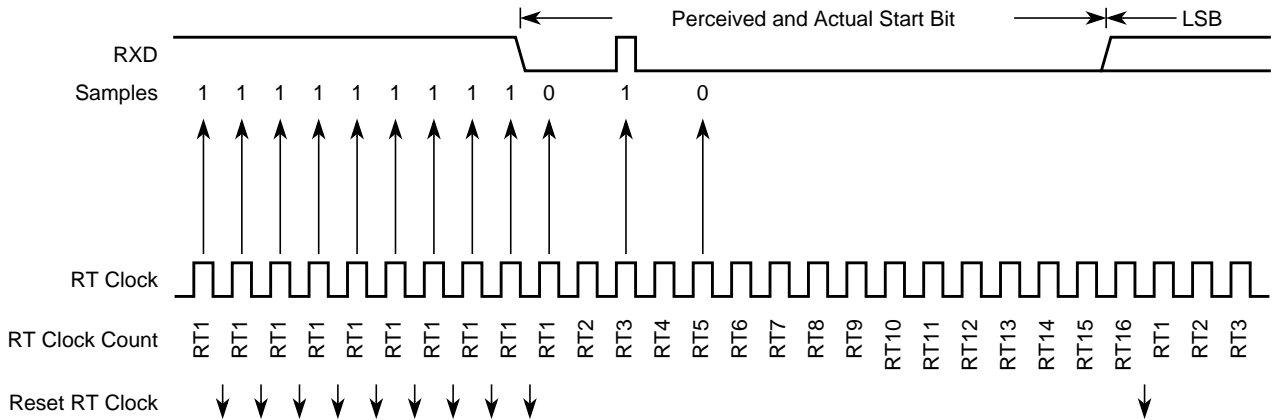 Perceived and Actual Start Bit LSB
RXD
Samples 1 1 1 1 1 1 1 1 1 0 1 0
RT Clock
RT Clock Count RT1 RT1 RT1 RT1 RT1 RT1 RT1 RT1 RT1 RT1 RT2 RT3 RT4 RT5 RT6 RT7 RT8 RT9 RT10 RT11 RT12 RT13 RT14 RT15 RT16 RT1 RT2 RT3
Reset RT Clock